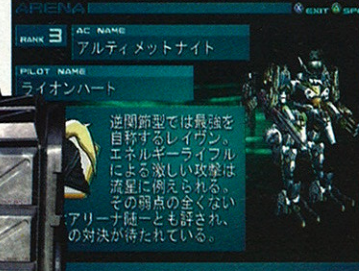 ARENA
EXIT
RANK 3
AC NAME
アルティメットナイト
PILOT NAME
ライオンハート
逆関節型では最強を
自称するレイヴン。
エネルギーライフル
による激しい攻撃は
流星に例えられる。
その弱点の全くない
アリーナ随一とも評され、
の対決が待たれている。